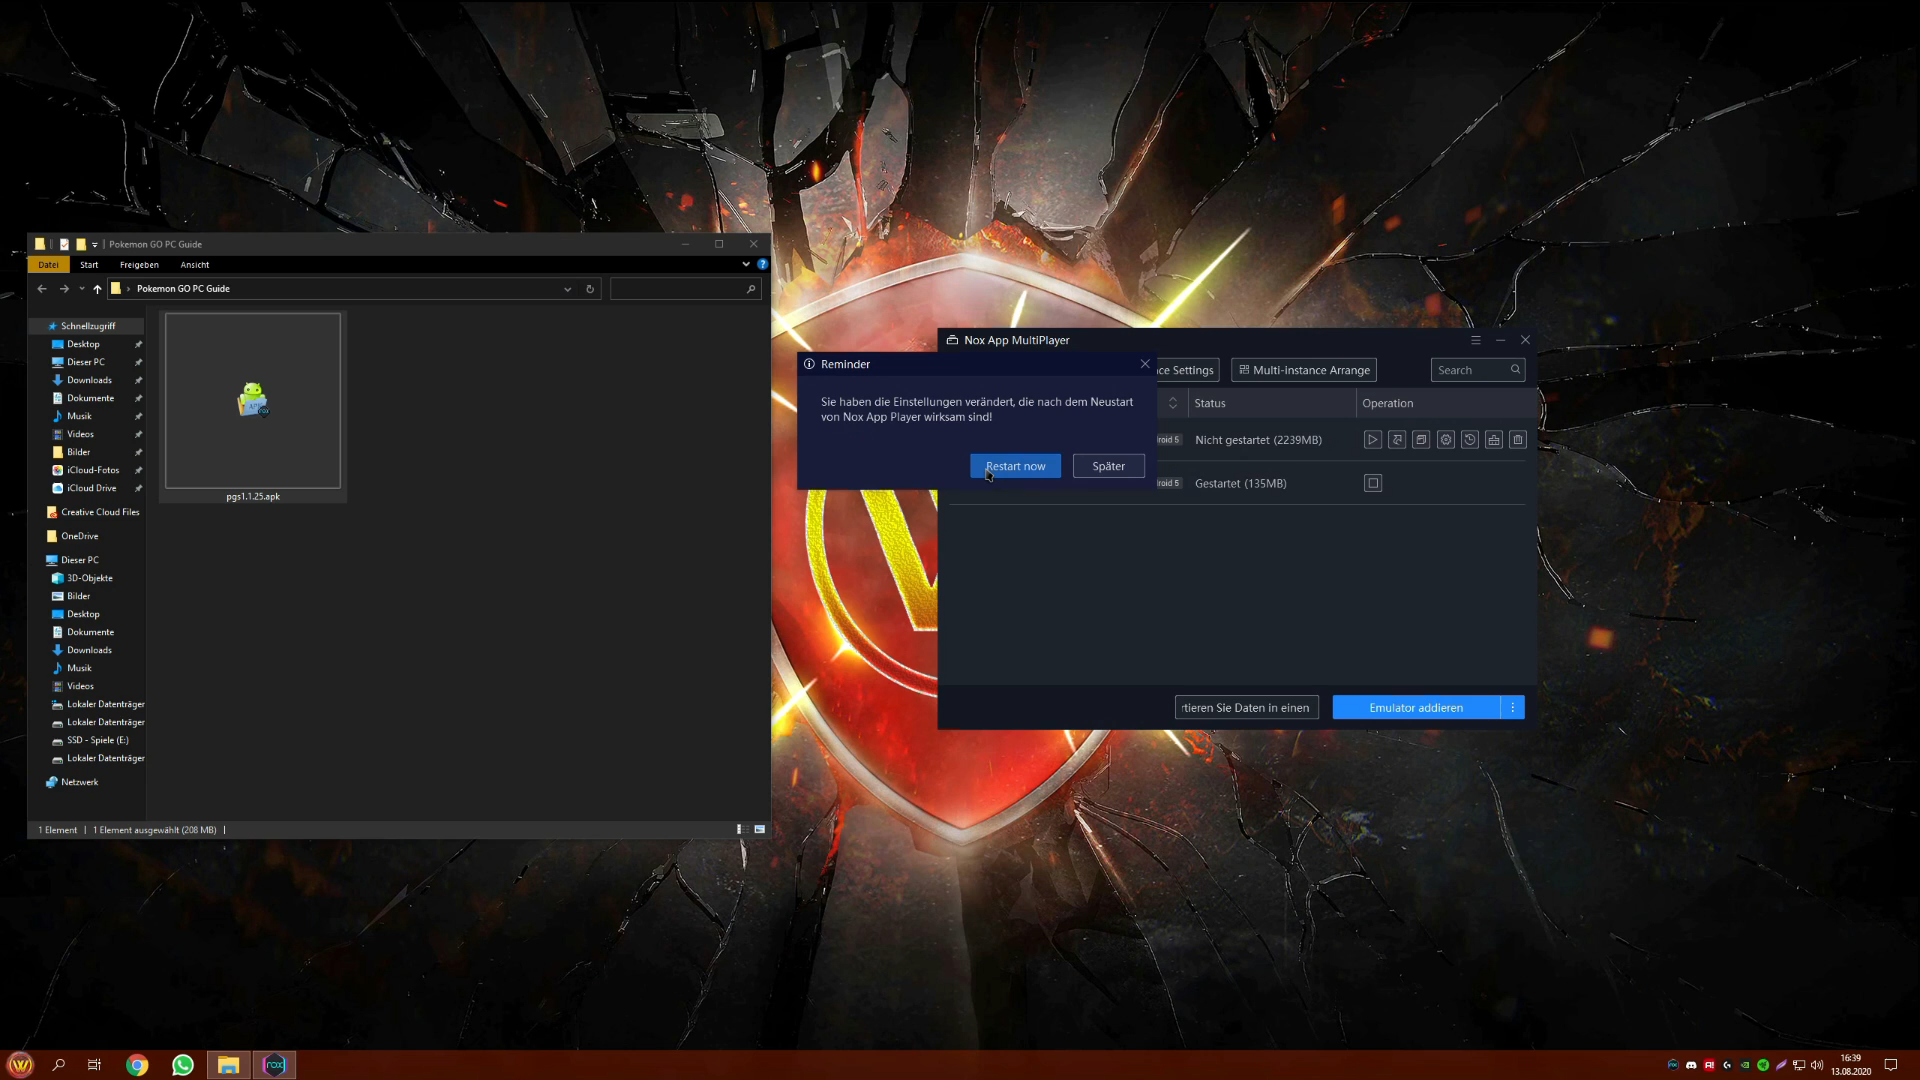 Pokemon GO PC Guide
Datei
Start
Freigeben
Ansicht
Pokemon GO PC Guide
Schnellzugriff
Desktop
Dieser PC
Downloads
Dokumente
Musik
Videos
Bilder
iCloud-Fotos
iCloud Drive
Creative Cloud Files
OneDrive
Dieser PC
3D-Objekte
Bilder
Desktop
Dokumente
Downloads
Musik
Videos
Lokaler Datenträger
Lokaler Datenträger
SSD - Spiele (E:)
Lokaler Datenträger
Netzwerk
pgs1.1.25.apk
1 Element
1 Element ausgewählt (208 MB)
Nox App MultiPlayer
ce Settings
Multi-instance Arrange
Search
Status
Operation
roid 5
Nicht gestartet (2239MB)
roid 5
Gestartet (135MB)
rtieren Sie Daten in einen
Emulator addieren
Reminder
Sie haben die Einstellungen verändert, die nach dem Neustart
von Nox App Player wirksam sind!
Restart now
Später
nox
16:39
13.08.2020